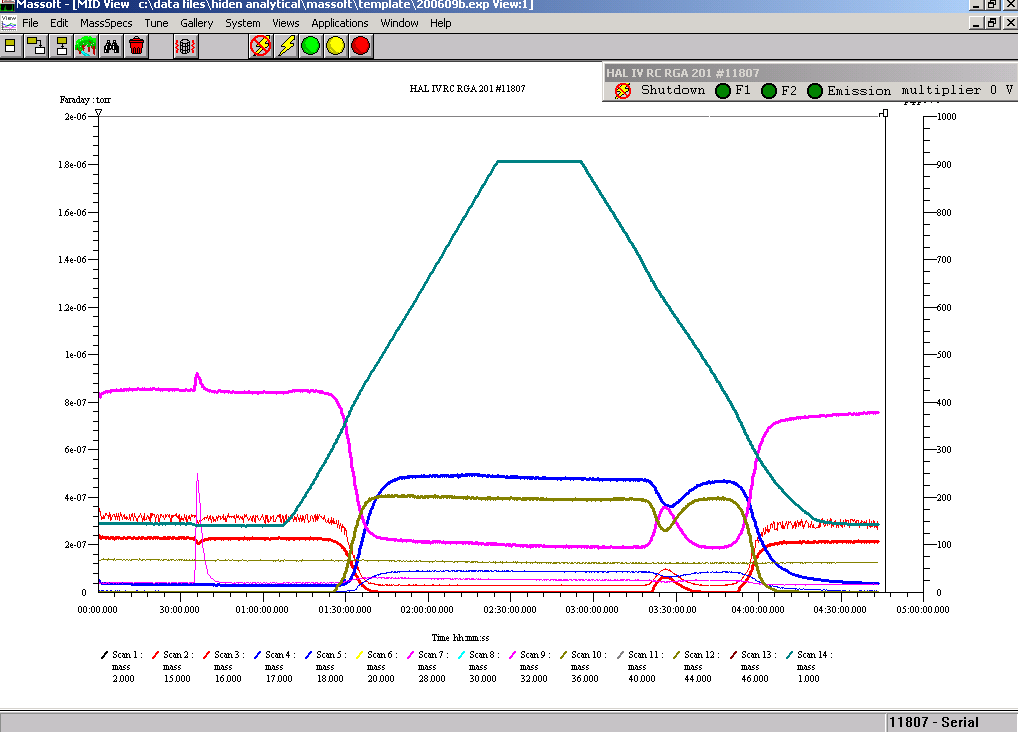 Massoft - [MID View c:\data files\hiden analytical\massoft\template\200609b.exp View:1]
File Edit MassSpecs Tune Gallery System Views Applications Window Help
HAL IV RC RGA 201 #11807
Shutdown F1 F2 Emission multiplier 0 V
HAL IV RC RGA 201 #11807
Faraday : torr
2e-06 1000
1.8e-06 900
1.6e-06 800
1.4e-06 700
1.2e-06 600
1e-06 500
8e-07 400
6e-07 300
4e-07 200
2e-07 100
0 0
00:00.000 30:00.000 01:00:00.000 01:30:00.000 02:00:00.000 02:30:00.000 03:00:00.000 03:30:00.000 04:00:00.000 04:30:00.000 05:00:00.000
Time hh:mm:ss
Scan 1 : Scan 2 : Scan 3 : Scan 4 : Scan 5 : Scan 6 : Scan 7 : Scan 8 : Scan 9 : Scan 10 : Scan 11 : Scan 12 : Scan 13 : Scan 14 :
mass mass mass mass mass mass mass mass mass mass mass mass mass mass
2.000 15.000 16.000 17.000 18.000 20.000 28.000 30.000 32.000 36.000 40.000 44.000 46.000 1.000
11807 - Serial